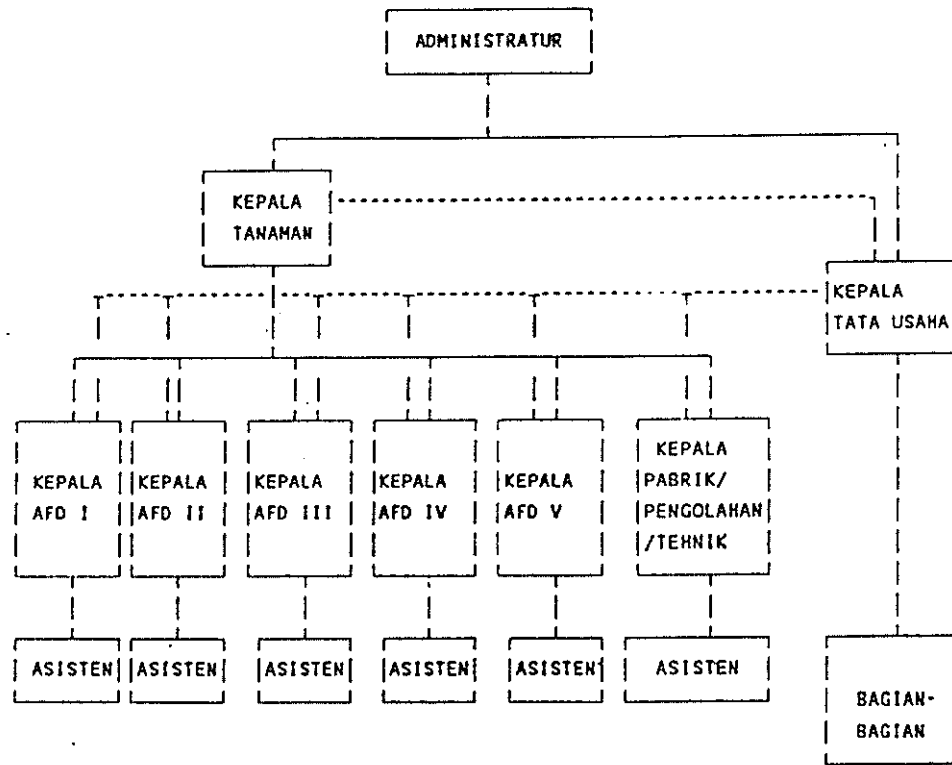 ADMINISTRATUR
KEPALA
TANAMAN
KEPALA
TATA USAHA
KEPALA
AFD I
KEPALA
AFD II
KEPALA
AFD III
KEPALA
AFD IV
KEPALA
AFD V
KEPALA
PABRIK/
PENGOLAHAN
/TEHNIK
ASISTEN
ASISTEN
ASISTEN
ASISTEN
ASISTEN
ASISTEN
BAGIAN-
BAGIAN